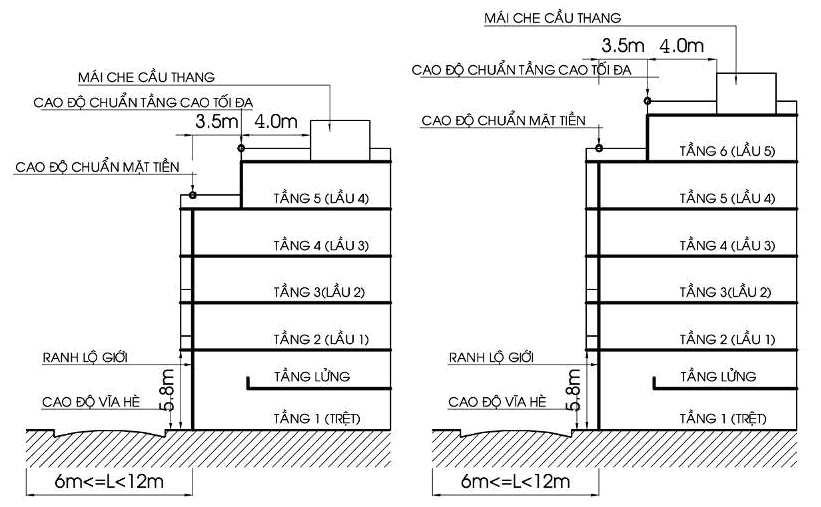 MÁI CHE CẦU THANG
CAO ĐỘ CHUẨN TẦNG CAO TỐI ĐA
3.5m
4.0m
CAO ĐỘ CHUẨN MẶT TIỀN
TẦNG 5 (LẦU 4)
TẦNG 4 (LẦU 3)
TẦNG 3(LẦU 2)
TẦNG 2 (LẦU 1)
RANH LỘ GIỚI
TẦNG LỬNG
CAO ĐỘ VĨA HÈ
5.8m
TẦNG 1 (TRỆT)
6m<=L<12m
MÁI CHE CẦU THANG
3.5m
4.0m
CAO ĐỘ CHUẨN TẦNG CAO TỐI ĐA
CAO ĐỘ CHUẨN MẶT TIỀN
TẦNG 6 (LẦU 5)
TẦNG 5 (LẦU 4)
TẦNG 4 (LẦU 3)
TẦNG 3(LẦU 2)
TẦNG 2 (LẦU 1)
RANH LỘ GIỚI
TẦNG LỬNG
CAO ĐỘ VĨA HÈ
5.8m
TẦNG 1 (TRỆT)
6m<=L<12m